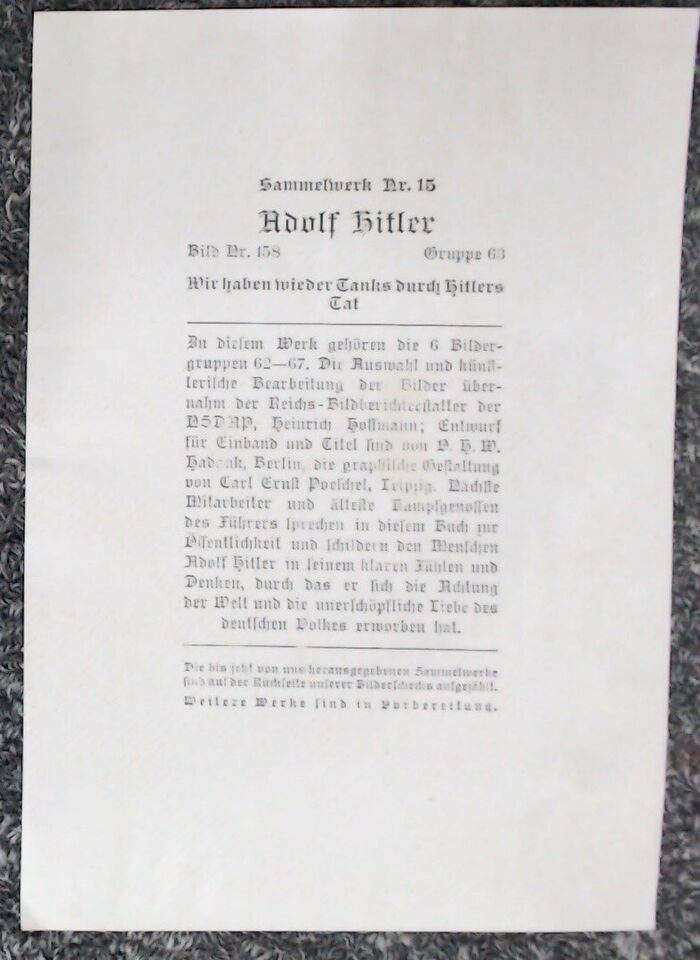 Sammelwerk Nr. 15
Adolf Hitler
Bild Nr. 158 Gruppe 63
Wir haben wieder Tanks durch Hitlers
Tat
Zu diesem Werk gehören die 6 Bilder-
gruppen 62—67. Die Auswahl und künst-
lerische Bearbeitung der Bilder über-
nahm der Reichs-Bildberichterstatter der
NSDAP, Heinrich Hoffmann; Entwurf
für Einband und Titel sind von O. H. W.
Hadank, Berlin, die graphische Gestaltung
von Carl Ernst Poeschel, Leipzig. Nächste
Mitarbeiter und älteste Kampfgenossen
des Führers sprechen in diesem Buch zur
Öffentlichkeit und schildern den Menschen
Adolf Hitler in seinem klaren Fühlen und
Denken, durch das er sich die Achtung
der Welt und die unerschöpfliche Liebe des
deutschen Volkes erworben hat.
Die bis jetzt von uns herausgegebenen Sammelwerke
sind auf der Rückseite unserer Bilderschecks aufgezählt.
Weitere Werke sind in Vorbereitung.